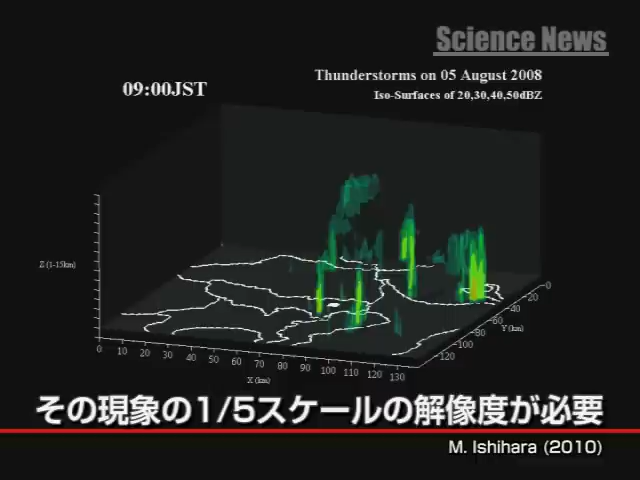 Science News
Thunderstorms on 05 August 2008
09:00JST
Iso-Surfaces of 20,30,40,50dBZ
Z (1-15km)
0 10 20 30 40 50 60 70 80 90 100 110 120 130
X (km)
0 20 40 60 80 100 120
Y (km)
その現象の1/5スケールの解像度が必要
M. Ishihara (2010)